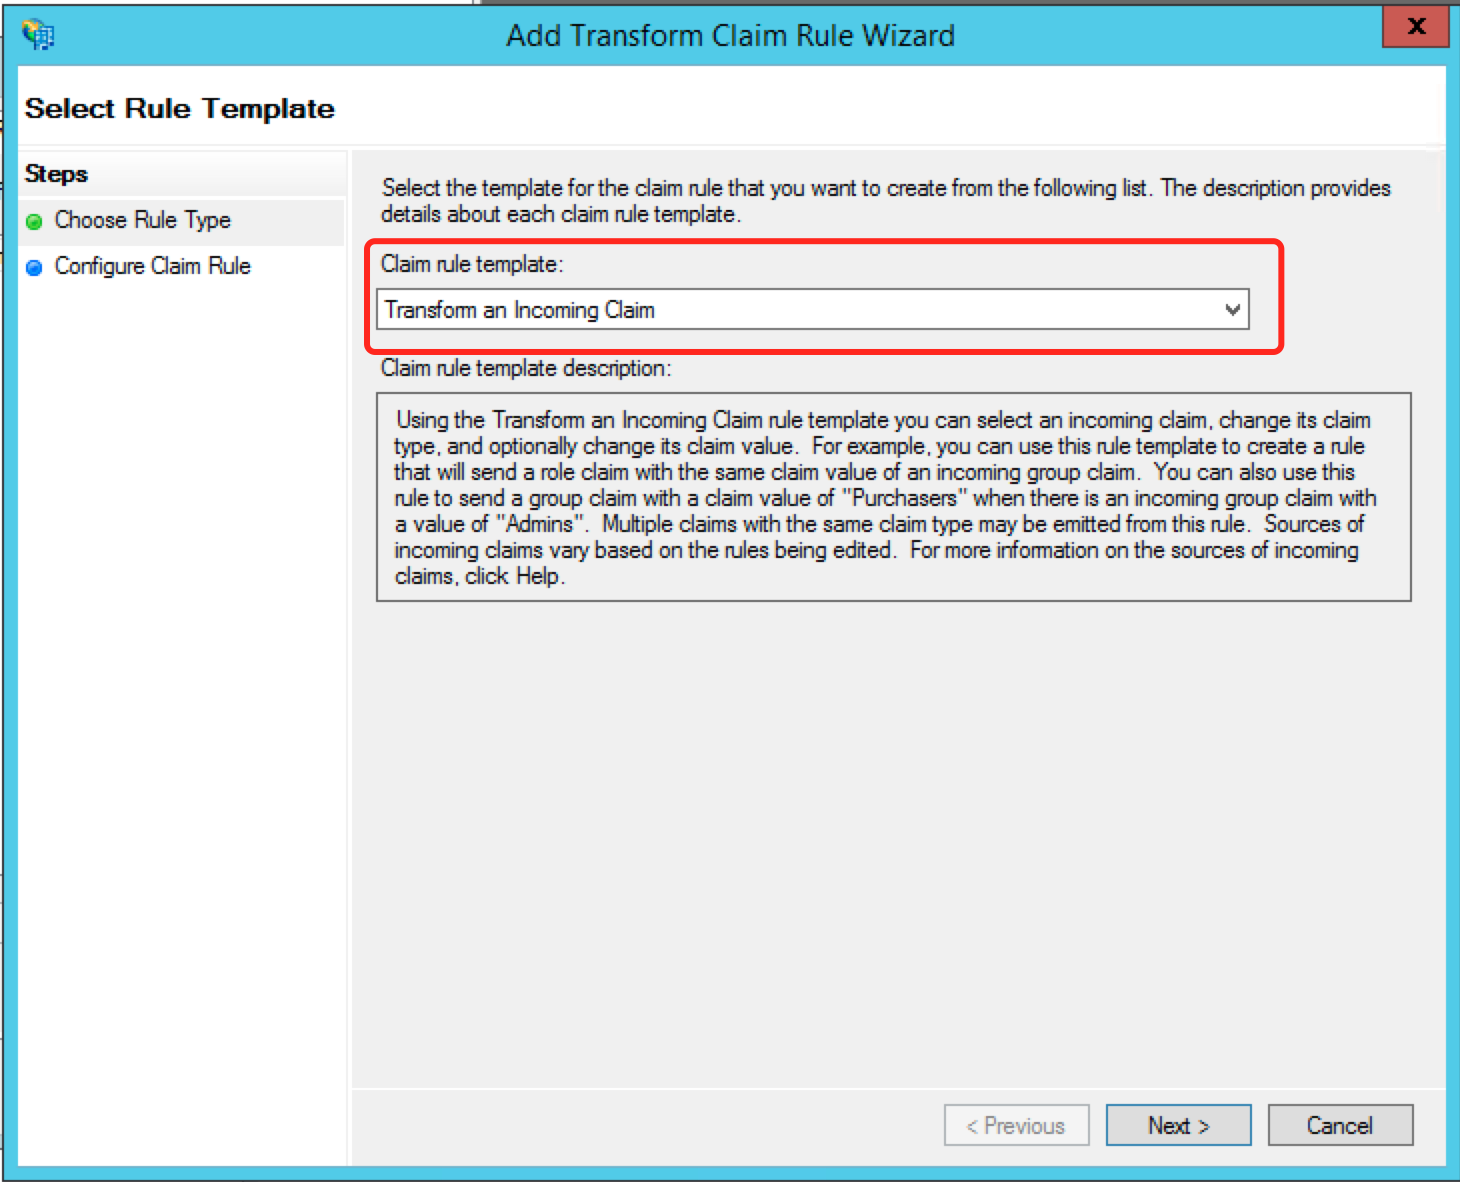 Add Transform Claim Rule Wizard
X
Select Rule Template
Steps
Choose Rule Type
Configure Claim Rule
Select the template for the claim rule that you want to create from the following list. The description provides
details about each claim rule template.
Claim rule template:
Transform an Incoming Claim
Claim rule template description:
Using the Transform an Incoming Claim rule template you can select an incoming claim, change its claim
type, and optionally change its claim value.  For example, you can use this rule template to create a rule
that will send a role claim with the same claim value of an incoming group claim.  You can also use this
rule to send a group claim with a claim value of "Purchasers" when there is an incoming group claim with
a value of "Admins".  Multiple claims with the same claim type may be emitted from this rule.  Sources of
incoming claims vary based on the rules being edited.  For more information on the sources of incoming
claims, click Help.
< Previous
Next >
Cancel